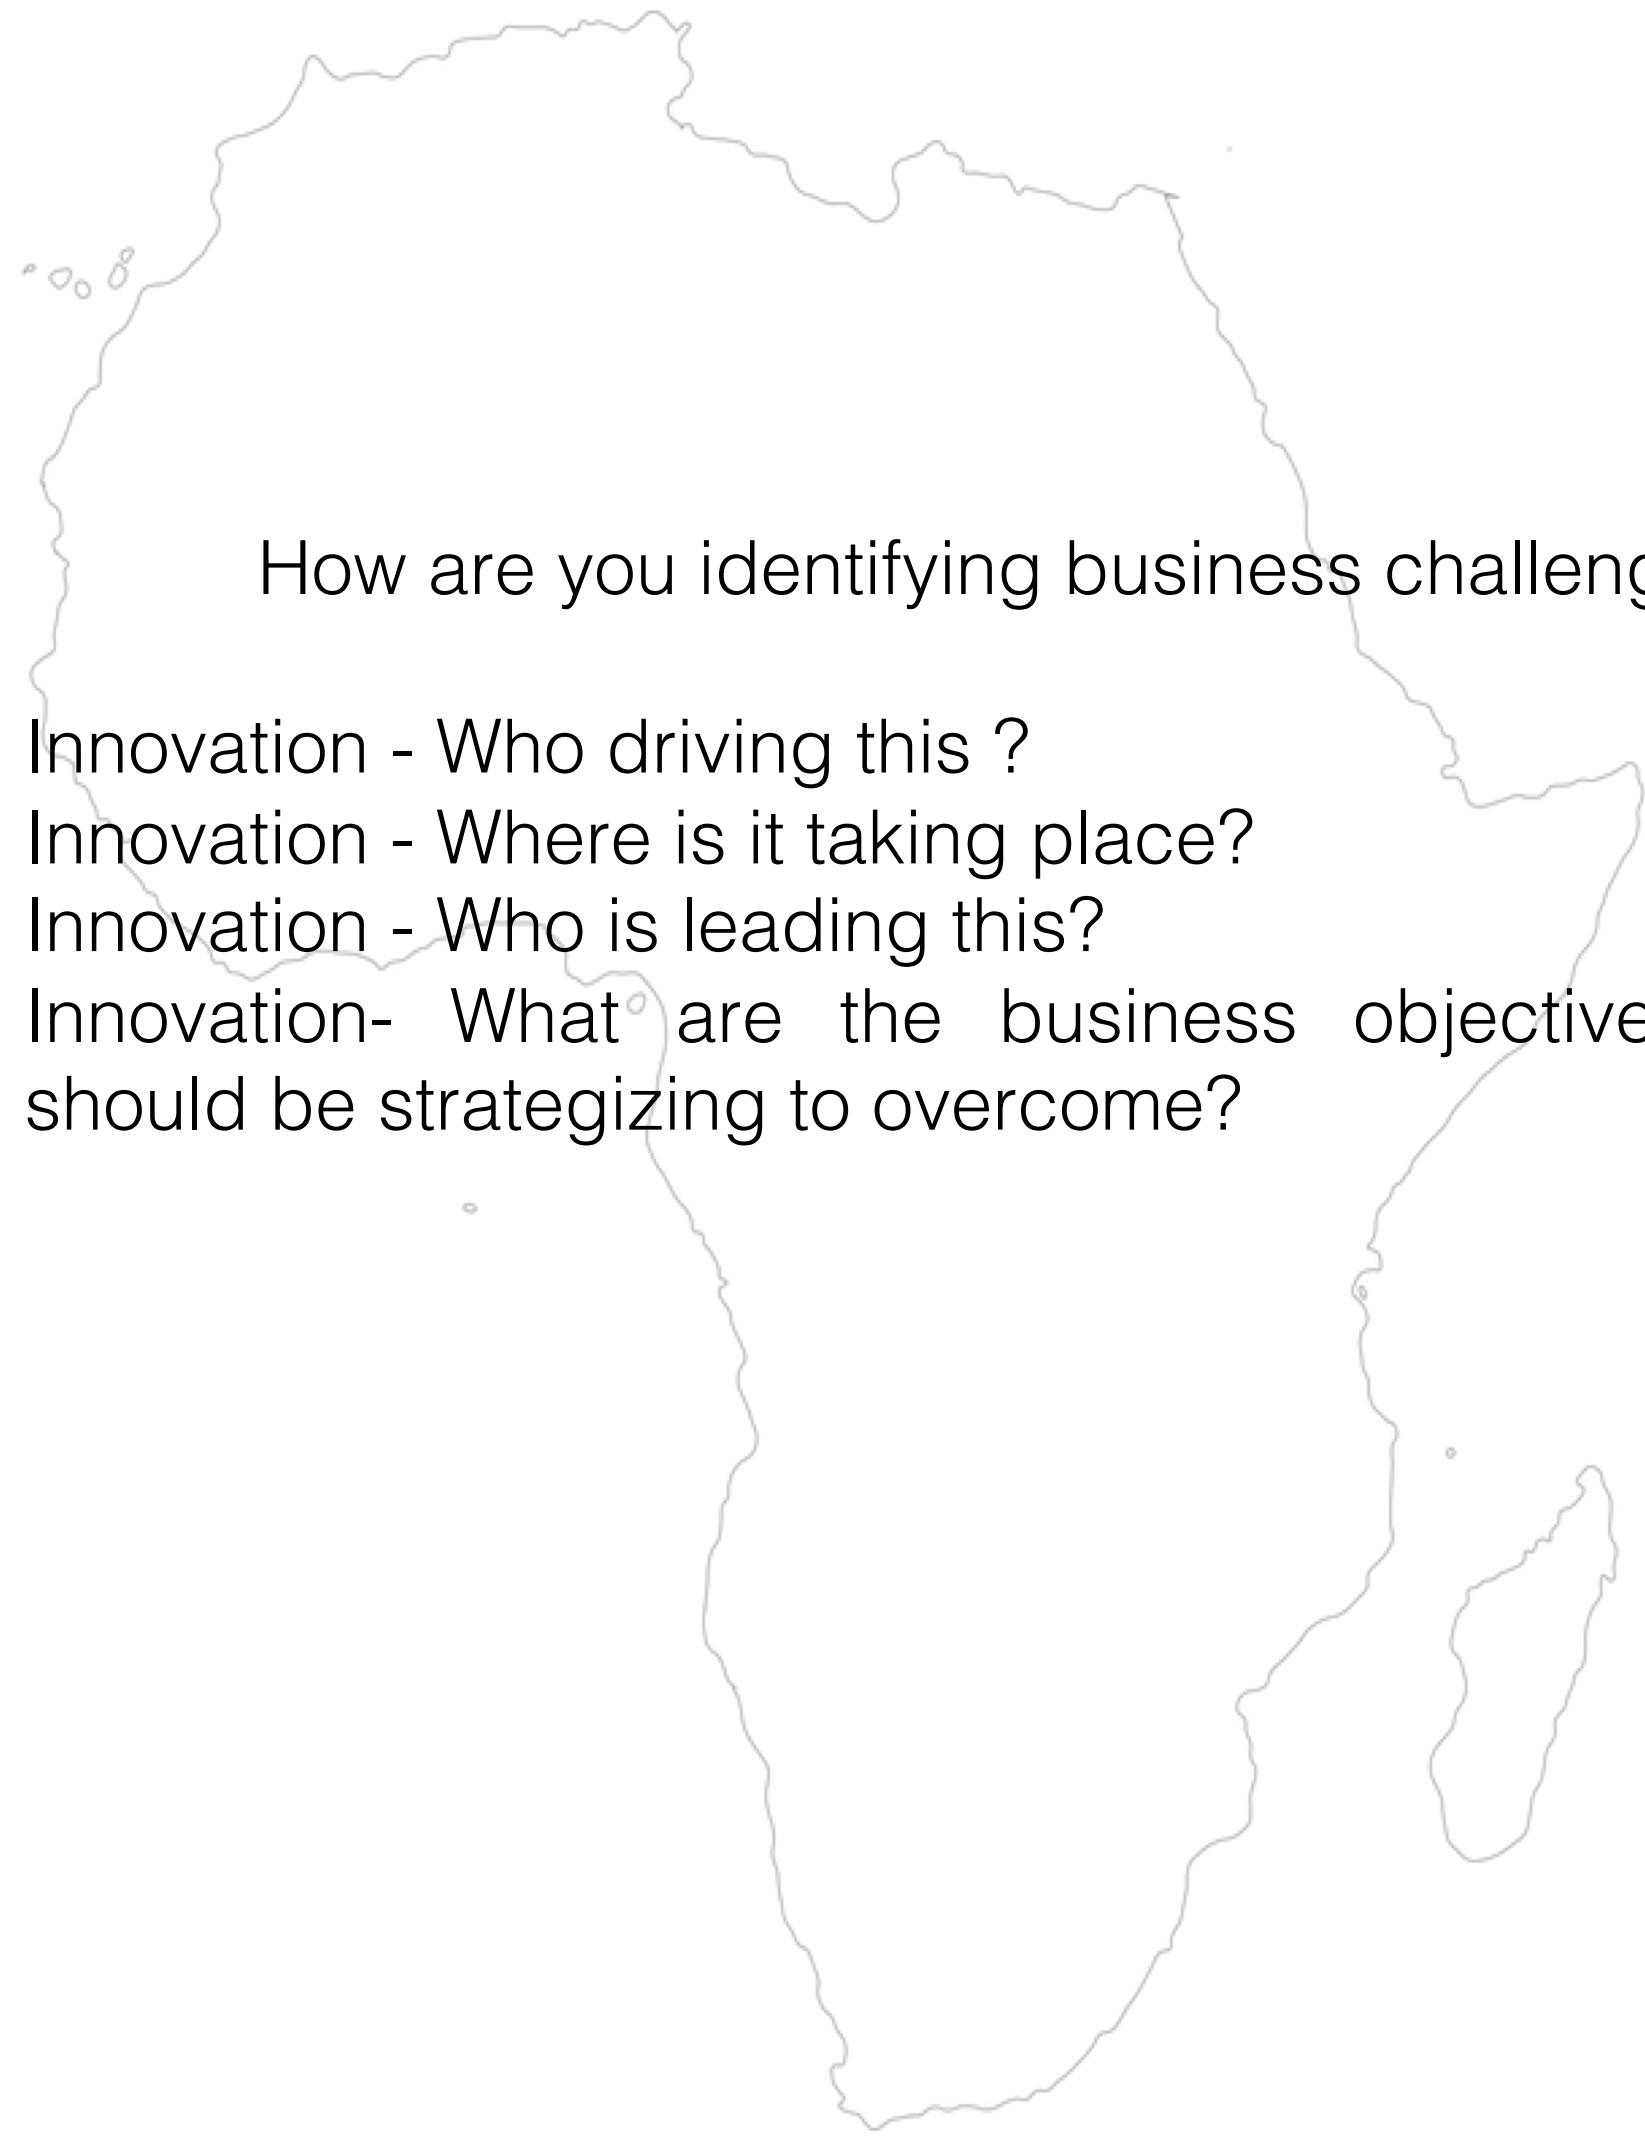 How are you identifying business challeng
Innovation - Who driving this ?
Innovation - Where is it taking place?
Innovation - Who is leading this?
Innovation- What are the business objective
should be strategizing to overcome?